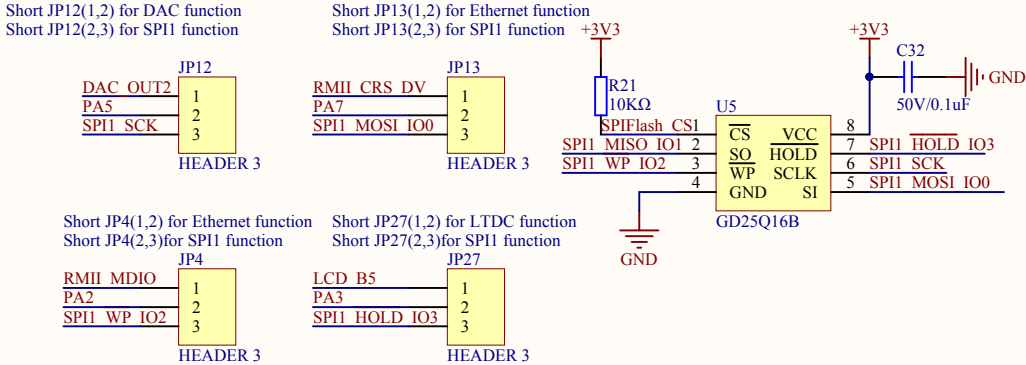 Short JP12(1,2) for DAC function
Short JP12(2,3) for SPI1 function
JP12
DAC_OUT2 1
PA5 2
SPI1_SCK 3
HEADER 3
Short JP13(1,2) for Ethernet function
Short JP13(2,3) for SPI1 function
JP13
RMII_CRS_DV 1
PA7 2
SPI1_MOSI_IO0 3
HEADER 3
Short JP4(1,2) for Ethernet function
Short JP4(2,3)for SPI1 function
JP4
RMII_MDIO 1
PA2 2
SPI1_WP_IO2 3
HEADER 3
Short JP27(1,2) for LTDC function
Short JP27(2,3)for SPI1 function
JP27
LCD_B5 1
PA3 2
SPI1_HOLD_IO3 3
HEADER 3
+3V3
R21
10KΩ
+3V3
C32
50V/0.1uF
GND
U5
SPIFlash_CS 1 CS VCC 8
SPI1_MISO_IO1 2 SO HOLD 7 SPI1_HOLD_IO3
SPI1_WP_IO2 3 WP SCLK 6 SPI1_SCK
4 GND SI 5 SPI1_MOSI_IO0
GD25Q16B
GND